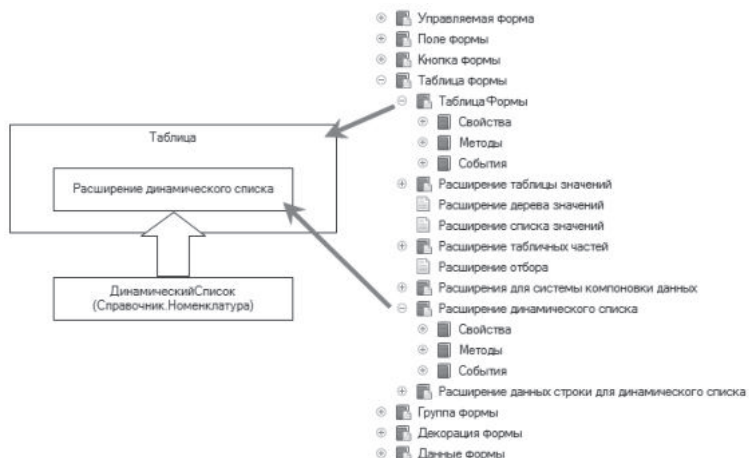 Таблица
Расширение динамического списка
ДинамическийСписок
(Справочник.Номенклатура)
Управляемая форма
Поле формы
Кнопка формы
Таблица формы
ТаблицаФормы
Свойства
Методы
События
Расширение таблицы значений
Расширение дерева значений
Расширение списка значений
Расширение табличных частей
Расширение отбора
Расширения для системы компоновки данных
Расширение динамического списка
Свойства
Методы
События
Расширение данных строки для динамического списка
Группа формы
Декорация формы
Данные формы